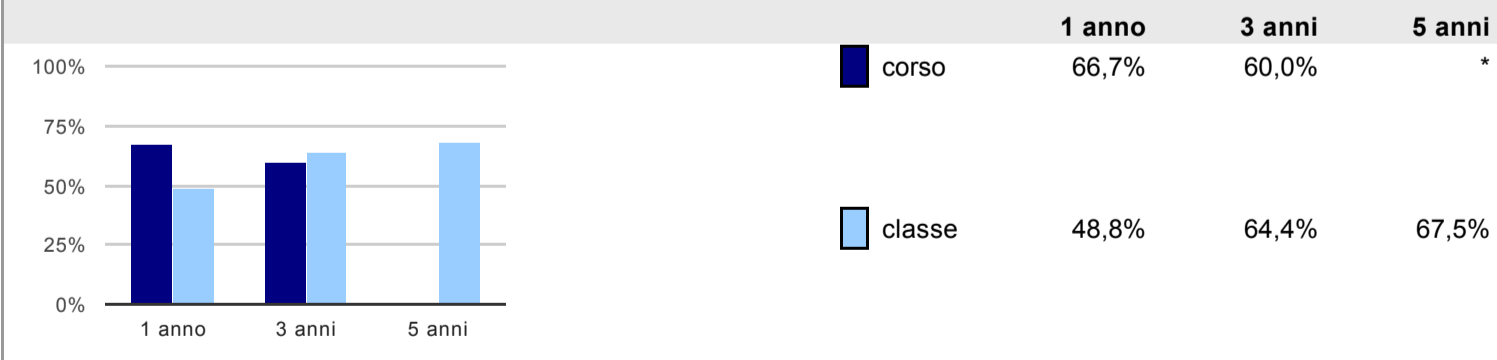 1 anno 3 anni 5 anni
100%
75%
50%
25%
0%
1 anno 3 anni 5 anni
corso 66,7% 60,0% *
classe 48,8% 64,4% 67,5%